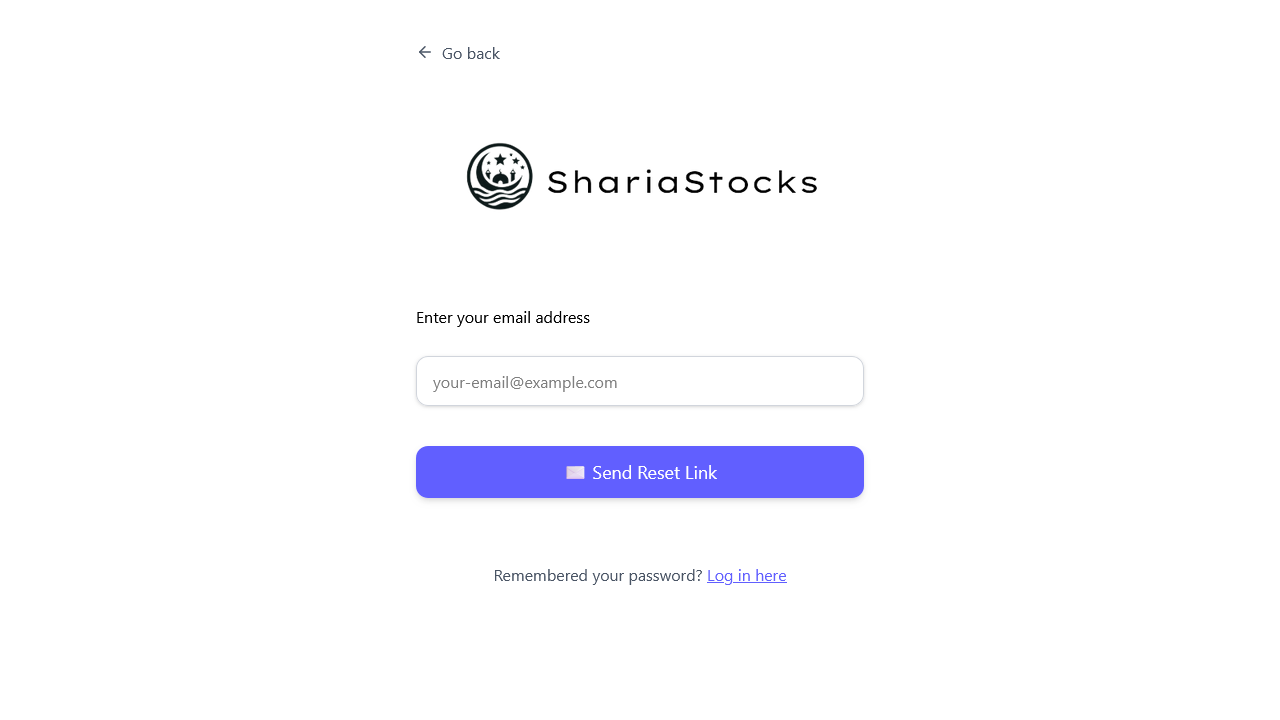 Go back
ShariaStocks
Enter your email address
your-email@example.com
✉️ Send Reset Link
Remembered your password? Log in here